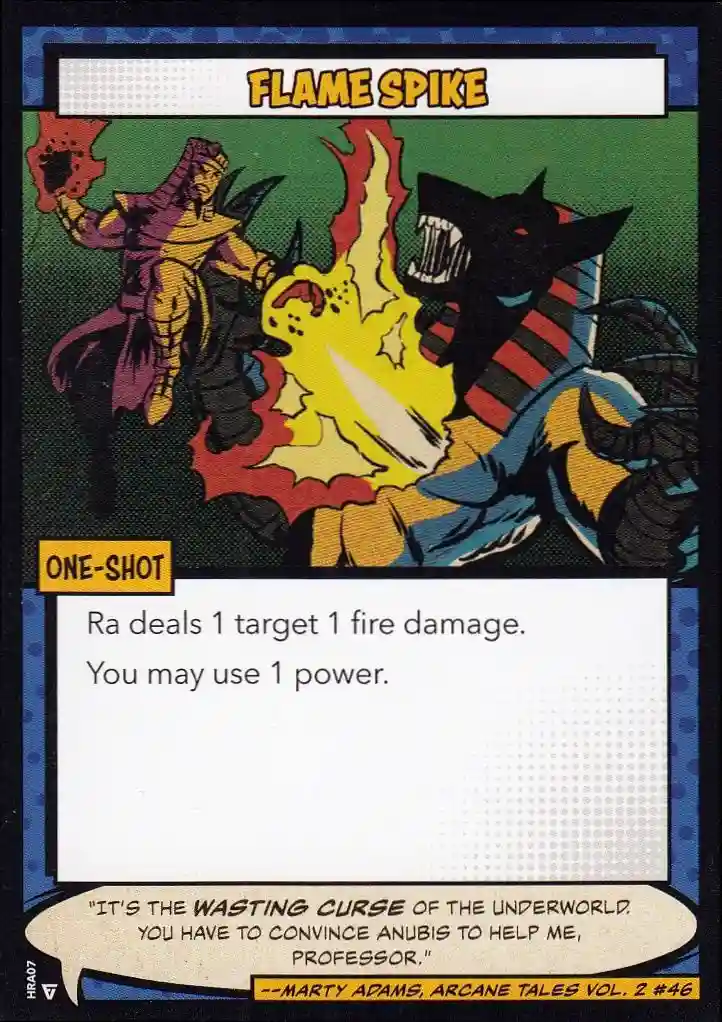 FLAME SPIKE
ONE-SHOT
Ra deals 1 target 1 fire damage.
You may use 1 power.
"IT'S THE WASTING CURSE OF THE UNDERWORLD.
YOU HAVE TO CONVINCE ANUBIS TO HELP ME,
PROFESSOR."
--MARTY ADAMS, ARCANE TALES VOL. 2 #46
HRA07